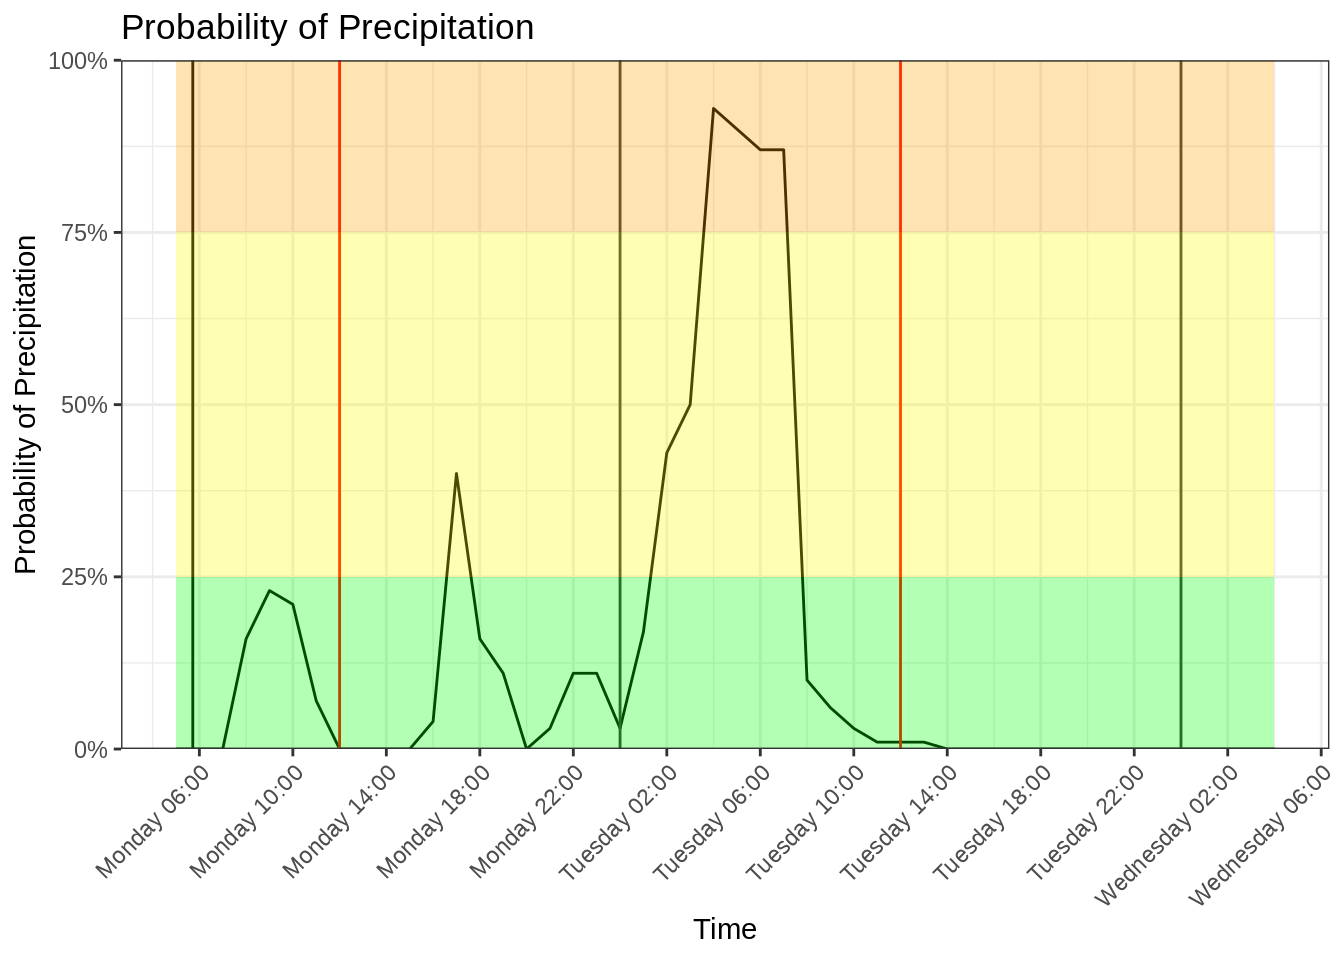 Probability of Precipitation
Probability of Precipitation
100%
75%
50%
25%
0%
Monday 06:00
Monday 10:00
Monday 14:00
Monday 18:00
Monday 22:00
Tuesday 02:00
Tuesday 06:00
Tuesday 10:00
Tuesday 14:00
Tuesday 18:00
Tuesday 22:00
Wednesday 02:00
Wednesday 06:00
Time